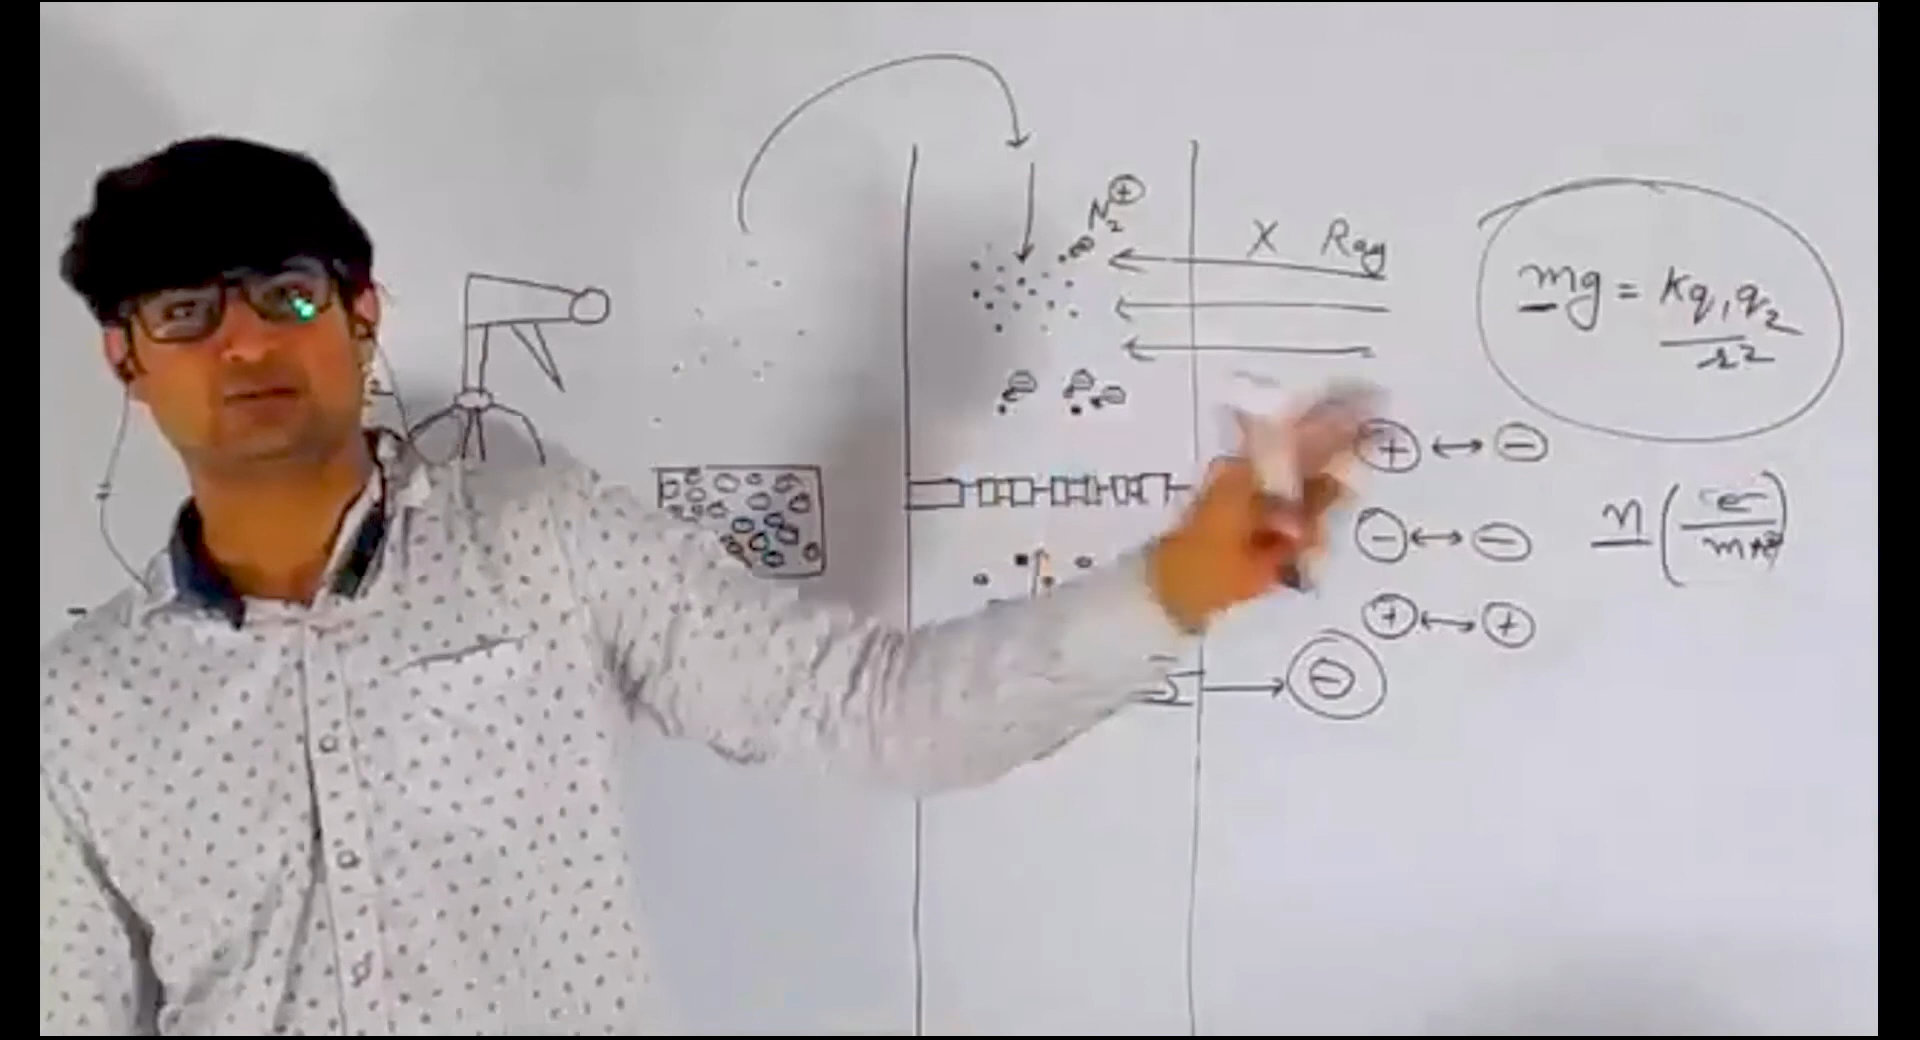 N₂⊕
X Ray
mg = Kq₁q₂
r²
⊖ ⊖ ⊖
⊕ ↔ ⊖
⊖ ↔ ⊖
⊕ ↔ ⊕
n (e
⊖